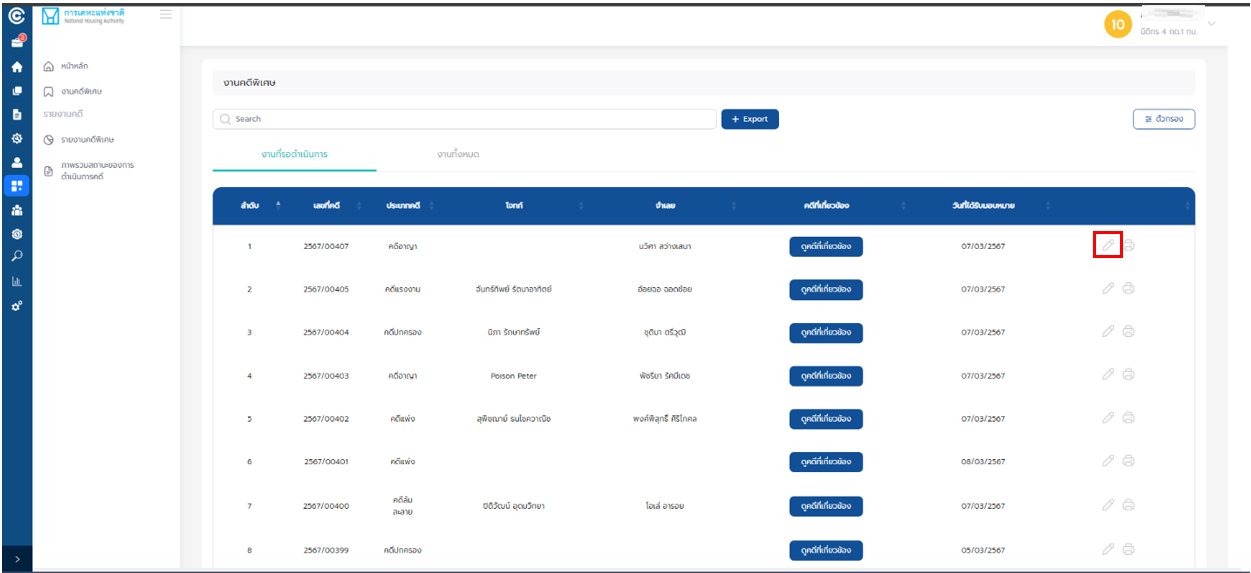 การเคหะแห่งชาติ
National Housing Authority
10
นิติกร 4 กด.1 กม.
2
หน้าหลัก
งานคดีพิเศษ
รายงานคดี
รายงานคดีพิเศษ
ภาพรวมสถานะของการ
ดำเนินการคดี
งานคดีพิเศษ
Search
+ Export
ตัวกรอง
งานที่รอดำเนินการ งานทั้งหมด
ลำดับ เลขที่คดี ประเภทคดี โจทก์ จำเลย คดีที่เกี่ยวข้อง วันที่ได้รับมอบหมาย
1 2567/00407 คดีอาญา นวัศา สว่างเสนา ดูคดีที่เกี่ยวข้อง 07/03/2567
2 2567/00405 คดีแรงงาน จันทร์ทิพย์ รัตนาอาทิตย์ อ้อยฉอ ฉอดช้อย ดูคดีที่เกี่ยวข้อง 07/03/2567
3 2567/00404 คดีปกครอง นิภา รักษาทรัพย์ ชุติมา ตรีวุฒิ ดูคดีที่เกี่ยวข้อง 07/03/2567
4 2567/00403 คดีอาญา Poison Peter พัชรียา รัศมีเดช ดูคดีที่เกี่ยวข้อง 07/03/2567
5 2567/00402 คดีแพ่ง สุพิชฌาย์ ธนโชควาณิช พงศ์พิสุทธิ์ ศิริโภคล ดูคดีที่เกี่ยวข้อง 07/03/2567
6 2567/00401 คดีแพ่ง ดูคดีที่เกี่ยวข้อง 08/03/2567
7 2567/00400 คดีล้ม
ละลาย ปิติวัฒน์ อุดมวิทยา โอเล่ อารอย ดูคดีที่เกี่ยวข้อง 07/03/2567
8 2567/00399 คดีปกครอง ดูคดีที่เกี่ยวข้อง 05/03/2567